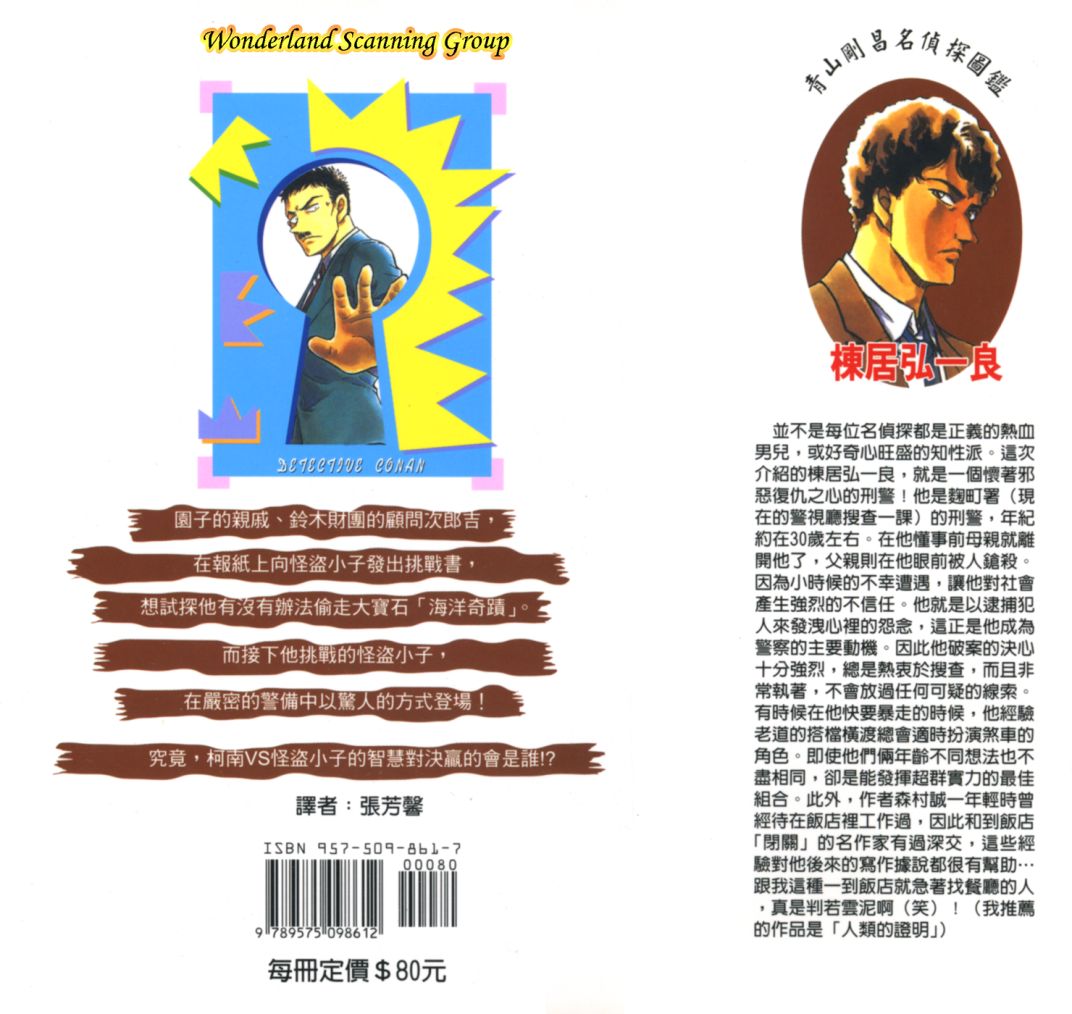 Wonderland Scanning Group
DETECTIVE CONAN
園子的親戚、鈴木財團的顧問次郎吉，
在報紙上向怪盜小子發出挑戰書，
想試探他有沒有辦法偷走大寶石「海洋奇蹟」。
而接下他挑戰的怪盜小子，
在嚴密的警備中以驚人的方式登場！
究竟，柯南VS怪盜小子的智慧對決贏的會是誰!?
譯者：張芳馨
ISBN 957-509-861-7
00080
9 789575 098612
每冊定價＄80元
青山剛昌名偵探圖鑑
棟居弘一良
並不是每位名偵探都是正義的熱血
男兒，或好奇心旺盛的知性派。這次
介紹的棟居弘一良，就是一個懷著邪
惡復仇之心的刑警！他是麴町署（現
在的警視廳搜查一課）的刑警，年紀
約在30歲左右。在他懂事前母親就離
開他了，父親則在他眼前被人鎗殺。
因為小時候的不幸遭遇，讓他對社會
產生強烈的不信任。他就是以逮捕犯
人來發洩心裡的怨念，這正是他成為
警察的主要動機。因此他破案的決心
十分強烈，總是熱衷於搜查，而且非
常執著，不會放過任何可疑的線索。
有時候在他快要暴走的時候，他經驗
老道的搭檔橫渡總會適時扮演煞車的
角色。即使他們倆年齡不同想法也不
盡相同，卻是能發揮超群實力的最佳
組合。此外，作者森村誠一年輕時曾
經待在飯店裡工作過，因此和到飯店
「閉關」的名作家有過深交，這些經
驗對他後來的寫作據說都很有幫助…
跟我這種一到飯店就急著找餐廳的人
，真是判若雲泥啊（笑）！（我推薦
的作品是「人類的證明」）